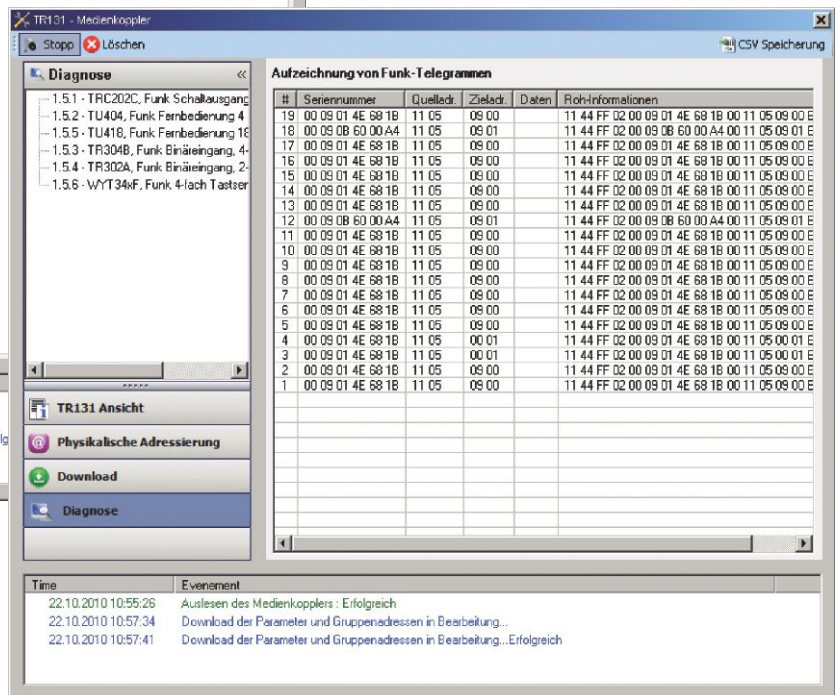 TR131 - Medienkoppler
Stopp Löschen CSV Speicherung
Diagnose «
1.5.1 - TRC202C, Funk Schaltausgang
1.5.2 - TU404, Funk Fernbedienung 4
1.5.5 - TU418, Funk Fernbedienung 18
1.5.3 - TR304B, Funk Binäreingang, 4-
1.5.4 - TR302A, Funk Binäreingang, 2-
1.5.6 - WYT34xF, Funk 4-fach Tastser
TR131 Ansicht
Physikalische Adressierung
Download
Diagnose
Aufzeichnung von Funk-Telegrammen
# Seriennummer Quelladr. Zieladr. Daten Roh-Informationen
19 00 09 01 4E 68 1B 11 05 09 00 11 44 FF 02 00 09 01 4E 68 1B 00 11 05 09 00 E
18 00 09 0B 60 00 A4 11 05 09 01 11 44 FF 02 00 09 0B 60 00 A4 00 11 05 09 01 E
17 00 09 01 4E 68 1B 11 05 09 00 11 44 FF 02 00 09 01 4E 68 1B 00 11 05 09 00 E
16 00 09 01 4E 68 1B 11 05 09 00 11 44 FF 02 00 09 01 4E 68 1B 00 11 05 09 00 E
15 00 09 01 4E 68 1B 11 05 09 00 11 44 FF 02 00 09 01 4E 68 1B 00 11 05 09 00 E
14 00 09 01 4E 68 1B 11 05 09 00 11 44 FF 02 00 09 01 4E 68 1B 00 11 05 09 00 E
13 00 09 01 4E 68 1B 11 05 09 00 11 44 FF 02 00 09 01 4E 68 1B 00 11 05 09 00 E
12 00 09 0B 60 00 A4 11 05 09 01 11 44 FF 02 00 09 0B 60 00 A4 00 11 05 09 01 E
11 00 09 01 4E 68 1B 11 05 09 00 11 44 FF 02 00 09 01 4E 68 1B 00 11 05 09 00 E
10 00 09 01 4E 68 1B 11 05 09 00 11 44 FF 02 00 09 01 4E 68 1B 00 11 05 09 00 E
9 00 09 01 4E 68 1B 11 05 09 00 11 44 FF 02 00 09 01 4E 68 1B 00 11 05 09 00 E
8 00 09 01 4E 68 1B 11 05 09 00 11 44 FF 02 00 09 01 4E 68 1B 00 11 05 09 00 E
7 00 09 01 4E 68 1B 11 05 09 00 11 44 FF 02 00 09 01 4E 68 1B 00 11 05 09 00 E
6 00 09 01 4E 68 1B 11 05 09 00 11 44 FF 02 00 09 01 4E 68 1B 00 11 05 09 00 E
5 00 09 01 4E 68 1B 11 05 09 00 11 44 FF 02 00 09 01 4E 68 1B 00 11 05 09 00 E
4 00 09 01 4E 68 1B 11 05 00 01 11 44 FF 02 00 09 01 4E 68 1B 00 11 05 00 01 E
3 00 09 01 4E 68 1B 11 05 00 01 11 44 FF 02 00 09 01 4E 68 1B 00 11 05 00 01 E
2 00 09 01 4E 68 1B 11 05 09 00 11 44 FF 02 00 09 01 4E 68 1B 00 11 05 09 00 E
1 00 09 01 4E 68 1B 11 05 09 00 11 44 FF 02 00 09 01 4E 68 1B 00 11 05 09 00 E
Time Evenement
22.10.2010 10:55:26 Auslesen des Medienkopplers : Erfolgreich
22.10.2010 10:57:34 Download der Parameter und Gruppenadressen in Bearbeitung...
22.10.2010 10:57:41 Download der Parameter und Gruppenadressen in Bearbeitung...Erfolgreich